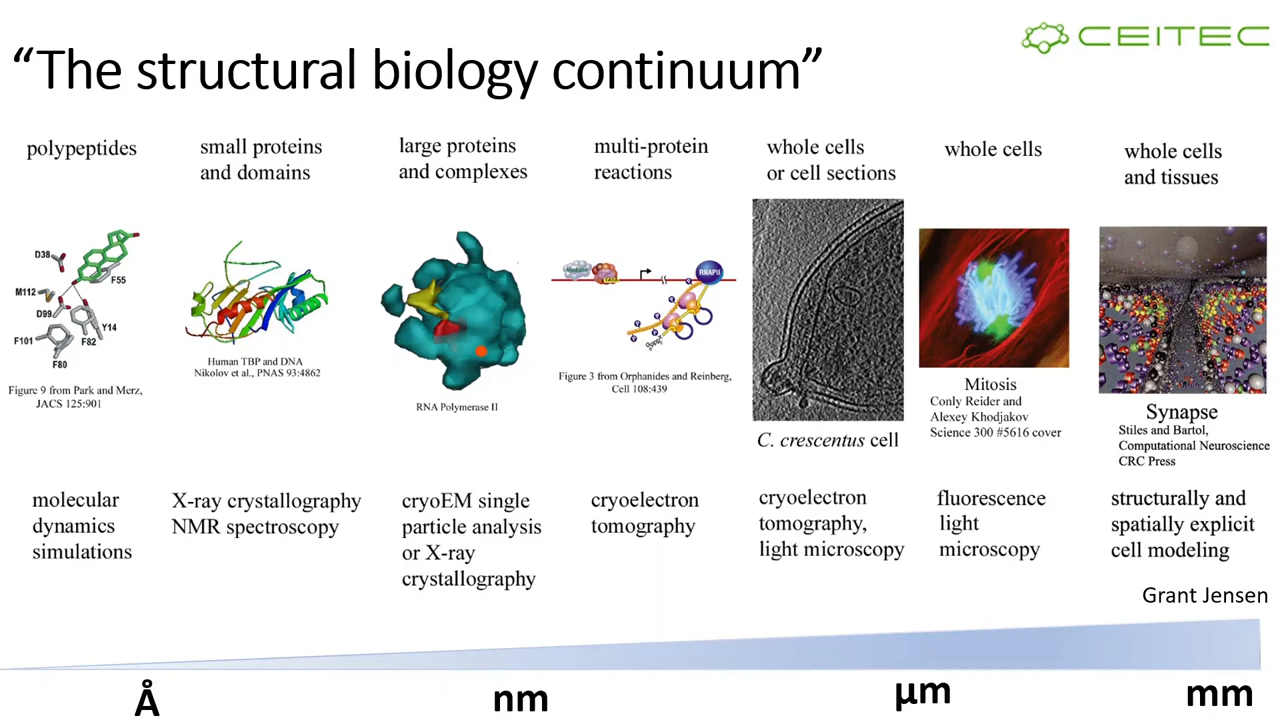 CEITEC
“The structural biology continuum”
polypeptides
small proteins
and domains
large proteins
and complexes
multi-protein
reactions
whole cells
or cell sections
whole cells
whole cells
and tissues
D38
F55
M112
D99
Y14
F101
F82
F80
Figure 9 from Park and Merz,
JACS 125:901
Human TBP and DNA
Nikolov et al., PNAS 93:4862
RNA Polymerase II
Mediator
TATA
RNAPII
Figure 3 from Orphanides and Reinberg,
Cell 108:439
C. crescentus cell
Mitosis
Conly Reider and
Alexey Khodjakov
Science 300 #5616 cover
Synapse
Stiles and Bartol,
Computational Neuroscience
CRC Press
molecular
dynamics
simulations
X-ray crystallography
NMR spectroscopy
cryoEM single
particle analysis
or X-ray
crystallography
cryoelectron
tomography
cryoelectron
tomography,
light microscopy
fluorescence
light
microscopy
structurally and
spatially explicit
cell modeling
Grant Jensen
Å
nm
µm
mm